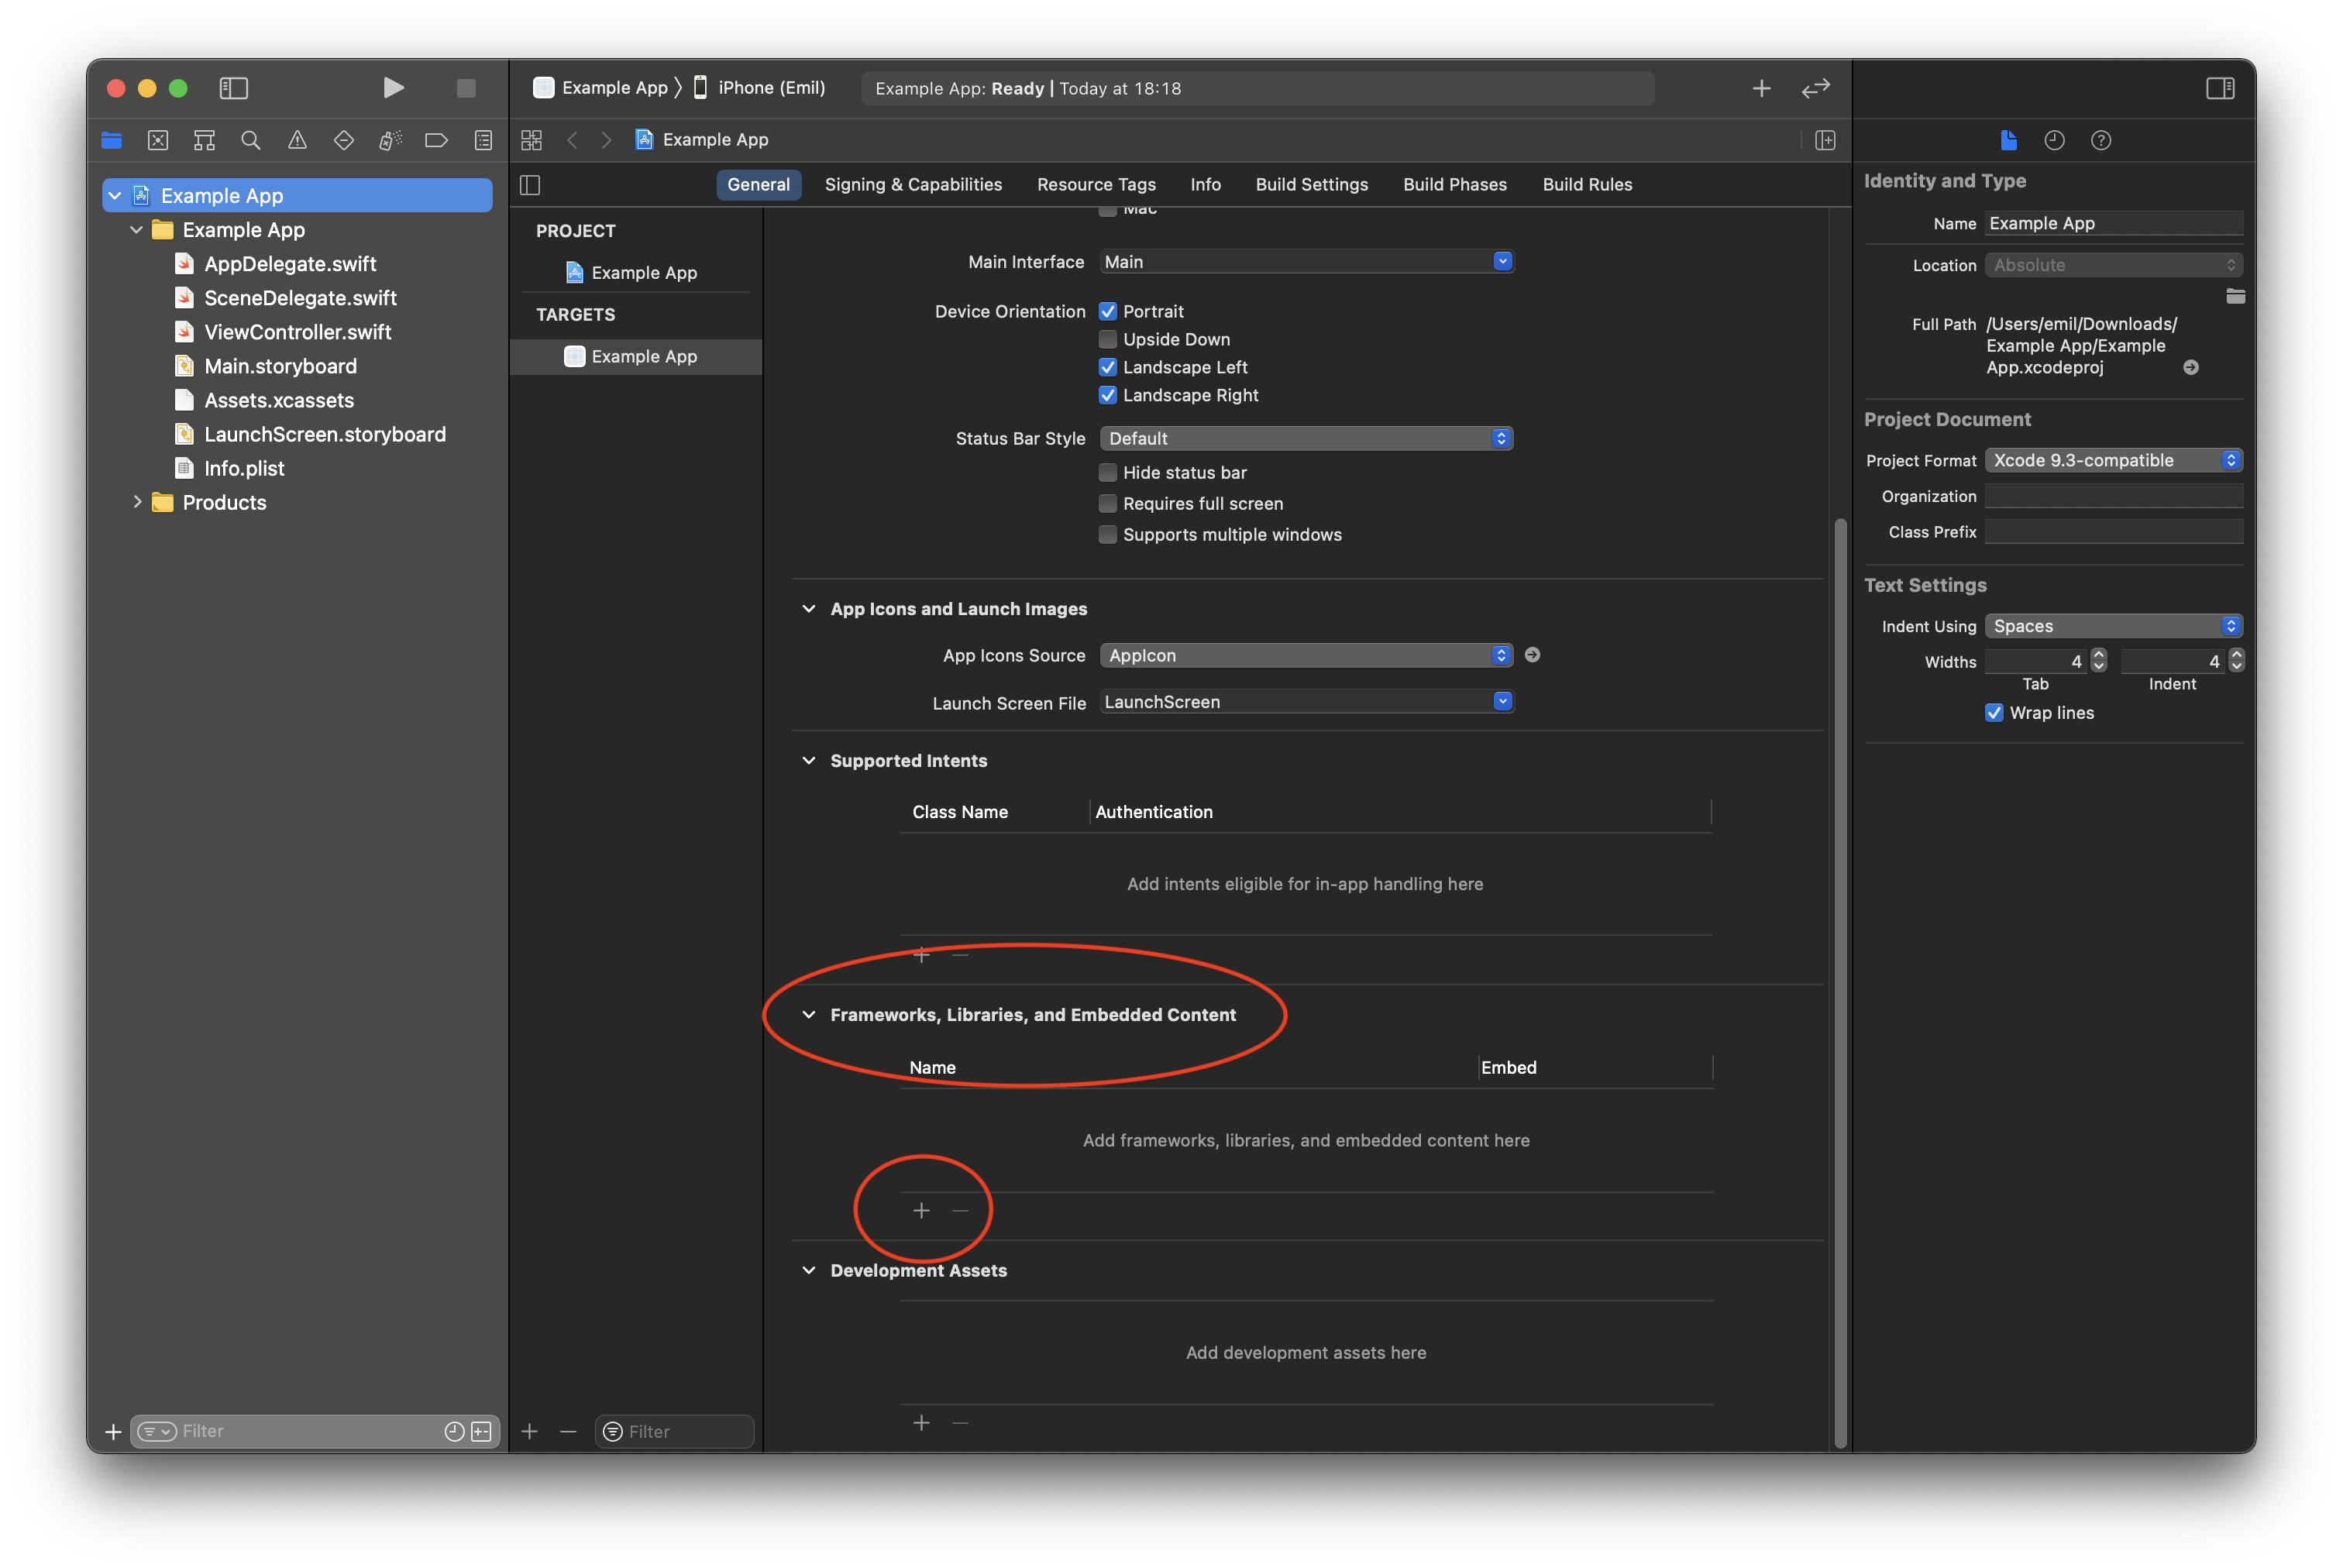 Example App 〉 iPhone (Emil)
Example App: Ready | Today at 18:18
Example App
Example App
Example App
AppDelegate.swift
SceneDelegate.swift
ViewController.swift
Main.storyboard
Assets.xcassets
LaunchScreen.storyboard
Info.plist
Products
Filter
General Signing & Capabilities Resource Tags Info Build Settings Build Phases Build Rules
PROJECT
Example App
TARGETS
Example App
Filter
Mac
Main Interface Main
Device Orientation Portrait
Upside Down
Landscape Left
Landscape Right
Status Bar Style Default
Hide status bar
Requires full screen
Supports multiple windows
App Icons and Launch Images
App Icons Source AppIcon
Launch Screen File LaunchScreen
Supported Intents
Class Name Authentication
Add intents eligible for in-app handling here
Frameworks, Libraries, and Embedded Content
Name Embed
Add frameworks, libraries, and embedded content here
Development Assets
Add development assets here
Identity and Type
Name Example App
Location Absolute
Full Path /Users/emil/Downloads/
Example App/Example
App.xcodeproj
Project Document
Project Format Xcode 9.3-compatible
Organization
Class Prefix
Text Settings
Indent Using Spaces
Widths 4 4
Tab Indent
Wrap lines